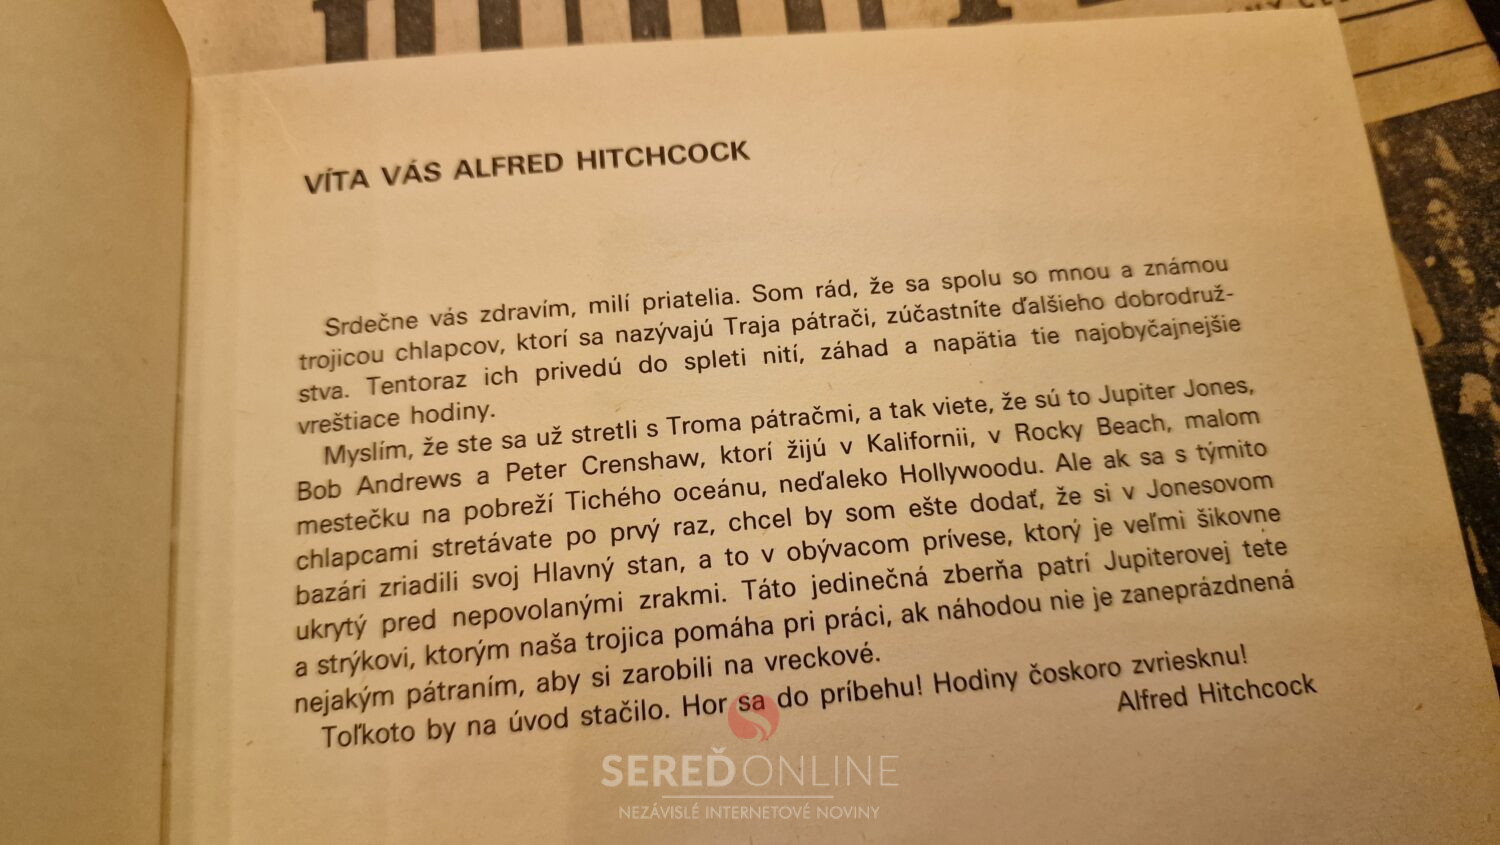 VÍTA VÁS ALFRED HITCHCOCK
Srdečne vás zdravím, milí priatelia. Som rád, že sa spolu so mnou a známou
trojicou chlapcov, ktorí sa nazývajú Traja pátrači, zúčastníte ďalšieho dobrodruž-
stva. Tentoraz ich privedú do spleti nití, záhad a napätia tie najobyčajnejšie
vreštiace hodiny.
Myslím, že ste sa už stretli s Troma pátračmi, a tak viete, že sú to Jupiter Jones,
Bob Andrews a Peter Crenshaw, ktorí žijú v Kalifornii, v Rocky Beach, malom
mestečku na pobreží Tichého oceánu, neďaleko Hollywoodu. Ale ak sa s týmito
chlapcami stretávate po prvý raz, chcel by som ešte dodať, že si v Jonesovom
bazári zriadili svoj Hlavný stan, a to v obývacom prívese, ktorý je veľmi šikovne
ukrytý pred nepovolanými zrakmi. Táto jedinečná zberňa patrí Jupiterovej tete
a strýkovi, ktorým naša trojica pomáha pri práci, ak náhodou nie je zaneprázdnená
nejakým pátraním, aby si zarobili na vreckové.
Toľkoto by na úvod stačilo. Hor sa do príbehu! Hodiny čoskoro zvriesknu!
Alfred Hitchcock
SEREĎONLINE
NEZÁVISLÉ INTERNETOVÉ NOVINY